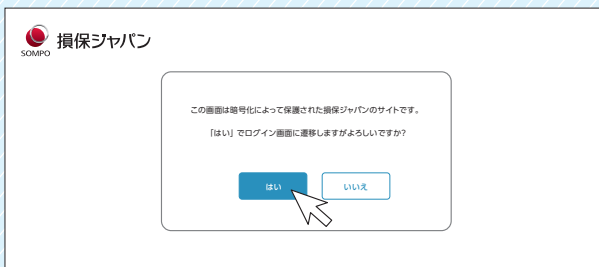 SOMPO 損保ジャパン
この画面は暗号化によって保護された損保ジャパンのサイトです。
「はい」でログイン画面に遷移しますがよろしいですか?
はい いいえ